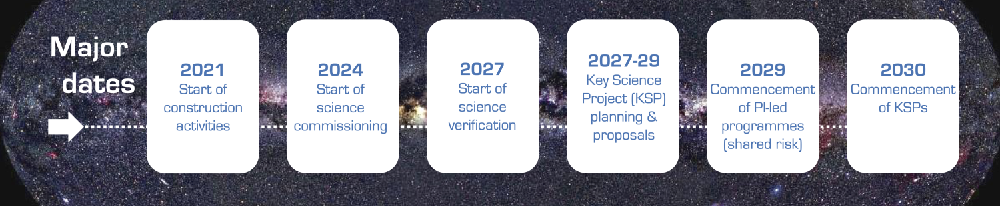 Major
dates
2021
Start of
construction
activities
2024
Start of
science
commissioning
2027
Start of
science
verification
2027-29
Key Science
Project (KSP)
planning &
proposals
2029
Commencement
of PI-led
programmes
(shared risk)
2030
Commencement
of KSPs